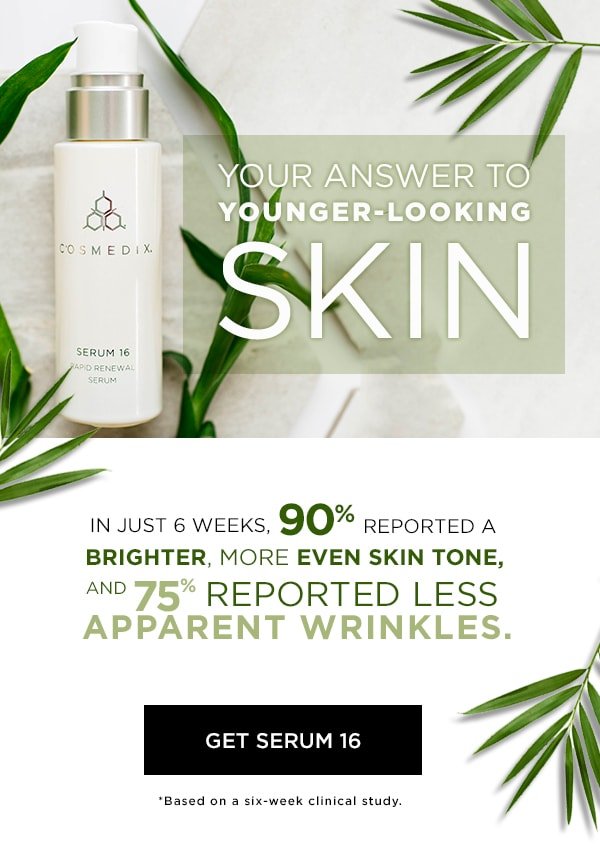 COSMEDIX.
SERUM 16
RAPID RENEWAL
SERUM
YOUR ANSWER TO
YOUNGER-LOOKING
SKIN
IN JUST 6 WEEKS, 90% REPORTED A
BRIGHTER, MORE EVEN SKIN TONE,
AND 75% REPORTED LESS
APPARENT WRINKLES.
GET SERUM 16
*Based on a six-week clinical study.